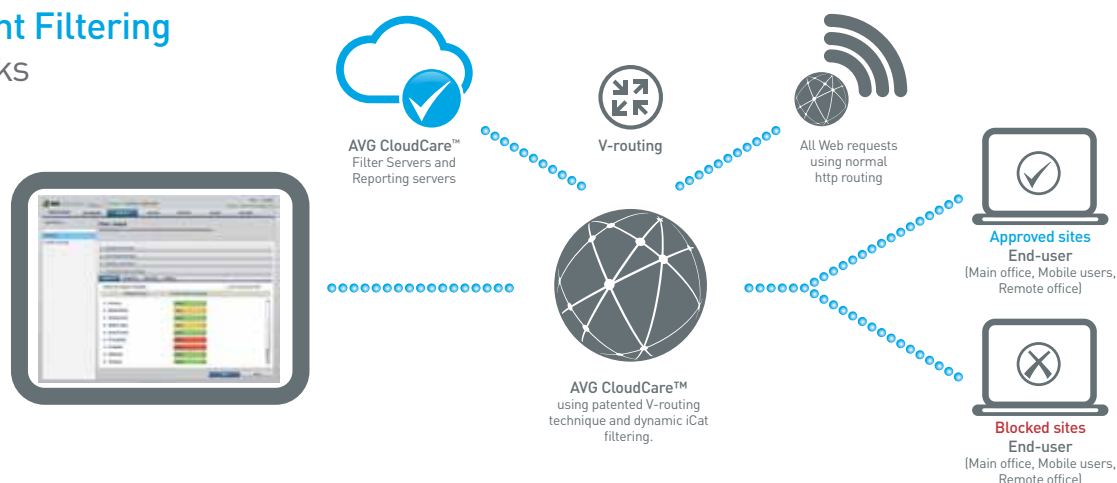 nt Filtering
ks
AVG CloudCare™
Filter Servers and
Reporting servers
V-routing
All Web requests
using normal
http routing
AVG CloudCare™
using patented V-routing
technique and dynamic iCat
filtering.
Approved sites
End-user
(Main office, Mobile users,
Remote office)
Blocked sites
End-user
(Main office, Mobile users,
Remote office)